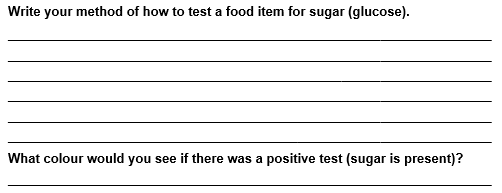 Write your method of how to test a food item for sugar (glucose).
What colour would you see if there was a positive test (sugar is present)?